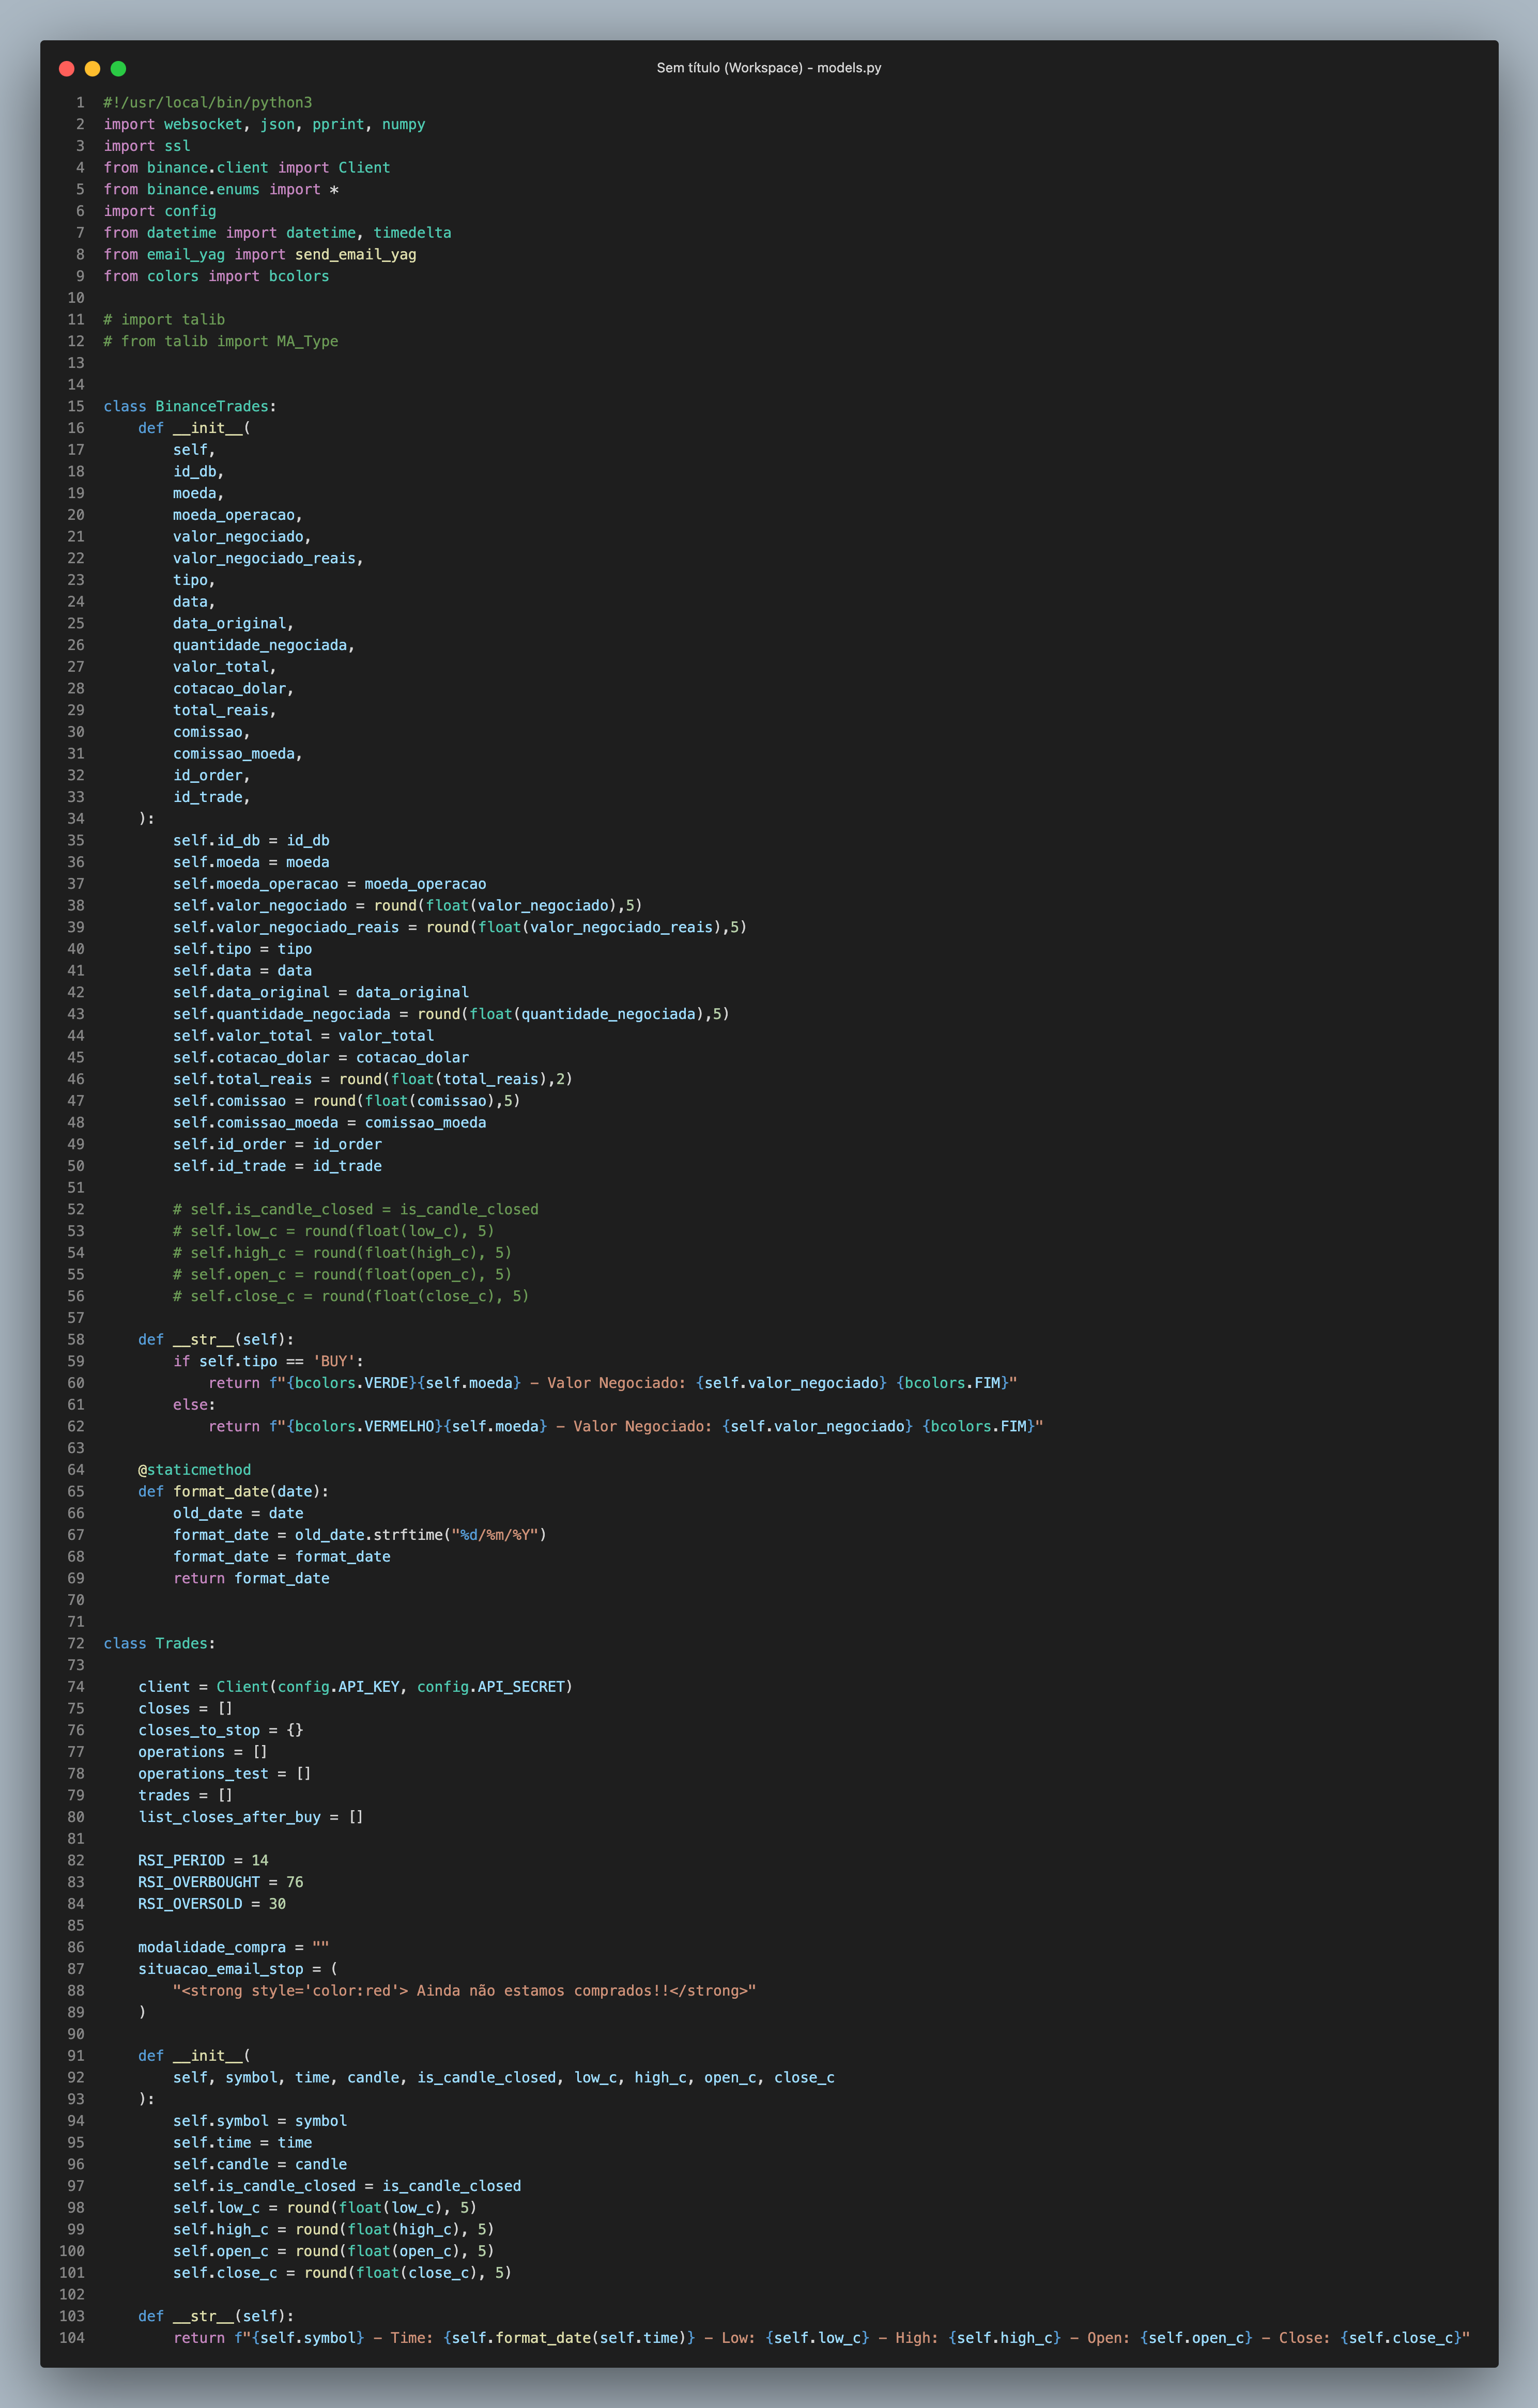 Sem título (Workspace) - models.py
1 #!/usr/local/bin/python3
2 import websocket, json, pprint, numpy
3 import ssl
4 from binance.client import Client
5 from binance.enums import *
6 import config
7 from datetime import datetime, timedelta
8 from email_yag import send_email_yag
9 from colors import bcolors
10
11 # import talib
12 # from talib import MA_Type
13
14
15 class BinanceTrades:
16     def __init__(
17         self,
18         id_db,
19         moeda,
20         moeda_operacao,
21         valor_negociado,
22         valor_negociado_reais,
23         tipo,
24         data,
25         data_original,
26         quantidade_negociada,
27         valor_total,
28         cotacao_dolar,
29         total_reais,
30         comissao,
31         comissao_moeda,
32         id_order,
33         id_trade,
34     ):
35         self.id_db = id_db
36         self.moeda = moeda
37         self.moeda_operacao = moeda_operacao
38         self.valor_negociado = round(float(valor_negociado),5)
39         self.valor_negociado_reais = round(float(valor_negociado_reais),5)
40         self.tipo = tipo
41         self.data = data
42         self.data_original = data_original
43         self.quantidade_negociada = round(float(quantidade_negociada),5)
44         self.valor_total = valor_total
45         self.cotacao_dolar = cotacao_dolar
46         self.total_reais = round(float(total_reais),2)
47         self.comissao = round(float(comissao),5)
48         self.comissao_moeda = comissao_moeda
49         self.id_order = id_order
50         self.id_trade = id_trade
51
52         # self.is_candle_closed = is_candle_closed
53         # self.low_c = round(float(low_c), 5)
54         # self.high_c = round(float(high_c), 5)
55         # self.open_c = round(float(open_c), 5)
56         # self.close_c = round(float(close_c), 5)
57
58     def __str__(self):
59         if self.tipo == 'BUY':
60             return f"{bcolors.VERDE}{self.moeda} - Valor Negociado: {self.valor_negociado} {bcolors.FIM}"
61         else:
62             return f"{bcolors.VERMELHO}{self.moeda} - Valor Negociado: {self.valor_negociado} {bcolors.FIM}"
63
64     @staticmethod
65     def format_date(date):
66         old_date = date
67         format_date = old_date.strftime("%d/%m/%Y")
68         format_date = format_date
69         return format_date
70
71
72 class Trades:
73
74     client = Client(config.API_KEY, config.API_SECRET)
75     closes = []
76     closes_to_stop = {}
77     operations = []
78     operations_test = []
79     trades = []
80     list_closes_after_buy = []
81
82     RSI_PERIOD = 14
83     RSI_OVERBOUGHT = 76
84     RSI_OVERSOLD = 30
85
86     modalidade_compra = ""
87     situacao_email_stop = (
88         "<strong style='color:red'> Ainda não estamos comprados!!</strong>"
89     )
90
91     def __init__(
92         self, symbol, time, candle, is_candle_closed, low_c, high_c, open_c, close_c
93     ):
94         self.symbol = symbol
95         self.time = time
96         self.candle = candle
97         self.is_candle_closed = is_candle_closed
98         self.low_c = round(float(low_c), 5)
99         self.high_c = round(float(high_c), 5)
100         self.open_c = round(float(open_c), 5)
101         self.close_c = round(float(close_c), 5)
102
103     def __str__(self):
104         return f"{self.symbol} - Time: {self.format_date(self.time)} - Low: {self.low_c} - High: {self.high_c} - Open: {self.open_c} - Close: {self.close_c}"